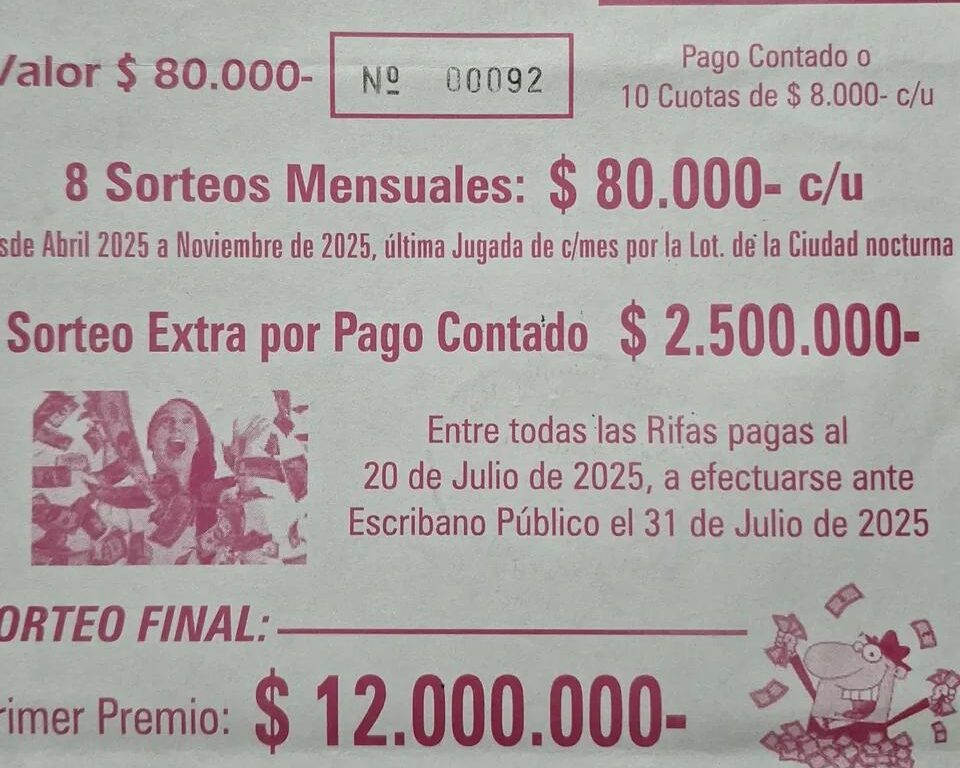 Valor $ 80.000-
Nº 00092
Pago Contado o
10 Cuotas de $ 8.000- c/u
8 Sorteos Mensuales: $ 80.000- c/u
sde Abril 2025 a Noviembre de 2025, última Jugada de c/mes por la Lot. de la Ciudad nocturna
Sorteo Extra por Pago Contado $ 2.500.000-
Entre todas las Rifas pagas al
20 de Julio de 2025, a efectuarse ante
Escribano Público el 31 de Julio de 2025
ORTEO FINAL:
rimer Premio: $ 12.000.000-